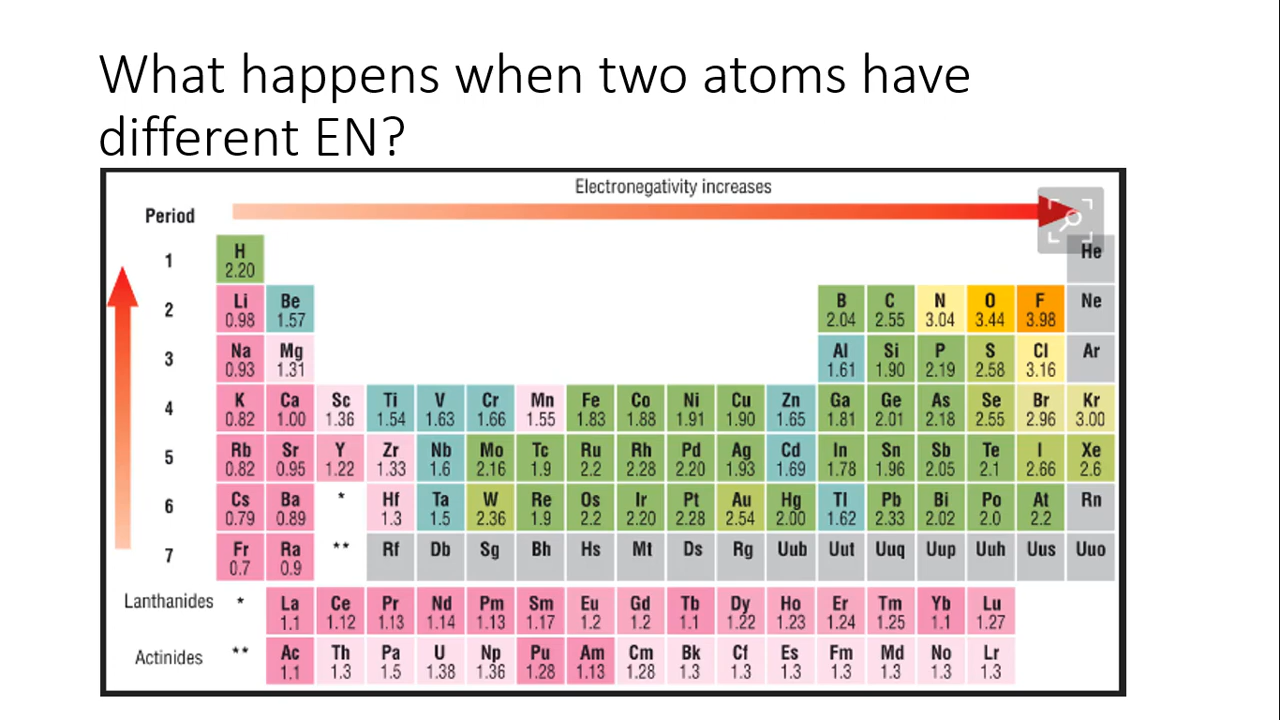 What happens when two atoms have
different EN?
Electronegativity increases
Period
1 H He
2.20
2 Li Be B C N O F Ne
0.98 1.57 2.04 2.55 3.04 3.44 3.98
3 Na Mg Al Si P S Cl Ar
0.93 1.31 1.61 1.90 2.19 2.58 3.16
4 K Ca Sc Ti V Cr Mn Fe Co Ni Cu Zn Ga Ge As Se Br Kr
0.82 1.00 1.36 1.54 1.63 1.66 1.55 1.83 1.88 1.91 1.90 1.65 1.81 2.01 2.18 2.55 2.96 3.00
5 Rb Sr Y Zr Nb Mo Tc Ru Rh Pd Ag Cd In Sn Sb Te I Xe
0.82 0.95 1.22 1.33 1.6 2.16 1.9 2.2 2.28 2.20 1.93 1.69 1.78 1.96 2.05 2.1 2.66 2.6
6 Cs Ba * Hf Ta W Re Os Ir Pt Au Hg Tl Pb Bi Po At Rn
0.79 0.89 1.3 1.5 2.36 1.9 2.2 2.20 2.28 2.54 2.00 1.62 2.33 2.02 2.0 2.2
7 Fr Ra ** Rf Db Sg Bh Hs Mt Ds Rg Uub Uut Uuq Uup Uuh Uus Uuo
0.7 0.9
Lanthanides * La Ce Pr Nd Pm Sm Eu Gd Tb Dy Ho Er Tm Yb Lu
1.1 1.12 1.13 1.14 1.13 1.17 1.2 1.2 1.1 1.22 1.23 1.24 1.25 1.1 1.27
Actinides ** Ac Th Pa U Np Pu Am Cm Bk Cf Es Fm Md No Lr
1.1 1.3 1.5 1.38 1.36 1.28 1.13 1.28 1.3 1.3 1.3 1.3 1.3 1.3 1.3